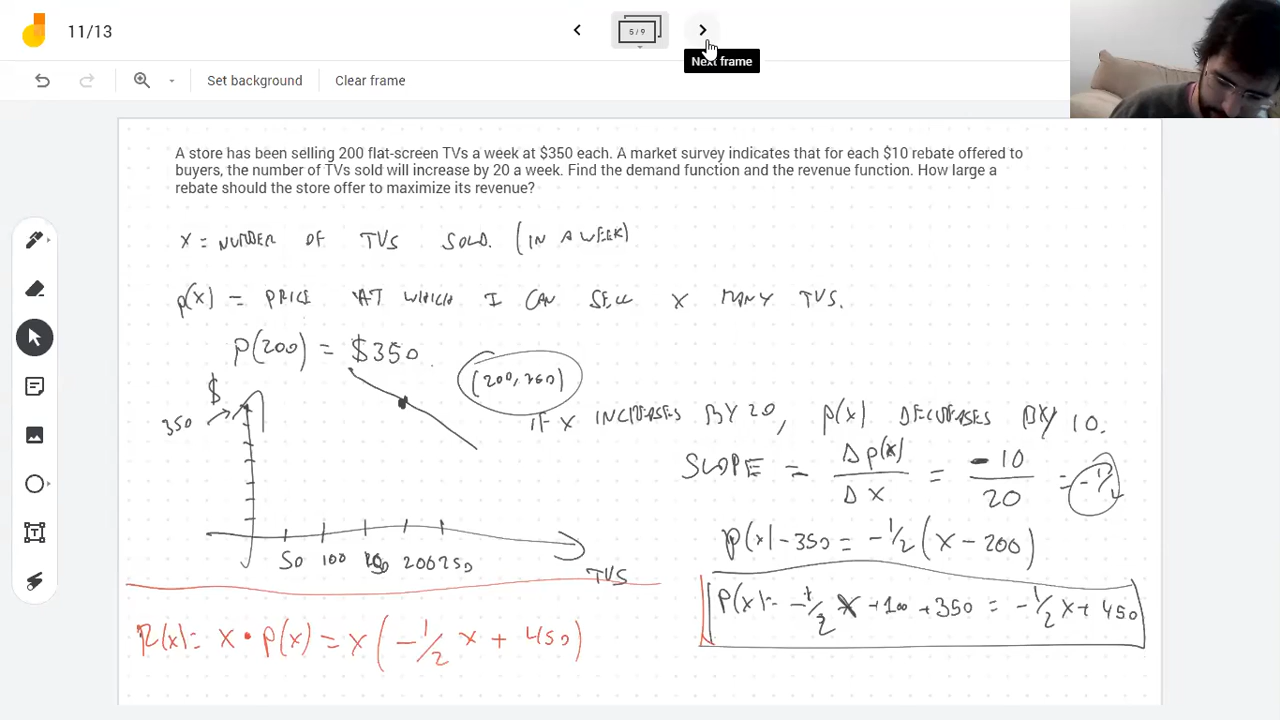 11/13
5 / 9
Next frame
Set background
Clear frame
A store has been selling 200 flat-screen TVs a week at $350 each. A market survey indicates that for each $10 rebate offered to
buyers, the number of TVs sold will increase by 20 a week. Find the demand function and the revenue function. How large a
rebate should the store offer to maximize its revenue?
x = NUMBER OF TVS SOLD. (IN A WEEK)
p(x) = PRICE AT WHICH I CAN SELL X MANY TVS.
p(200) = $350
(200, 350)
$
350
50 100 200 250
TVS
IF X INCREASES BY 20, p(x) DECREASES BY 10.
SLOPE = Δp(x)/Δx = -10/20 = -1/2
p(x) - 350 = -1/2 (x - 200)
p(x) = -1/2 x + 100 + 350 = -1/2 x + 450
R(x) = x • p(x) = x (-1/2 x + 450)